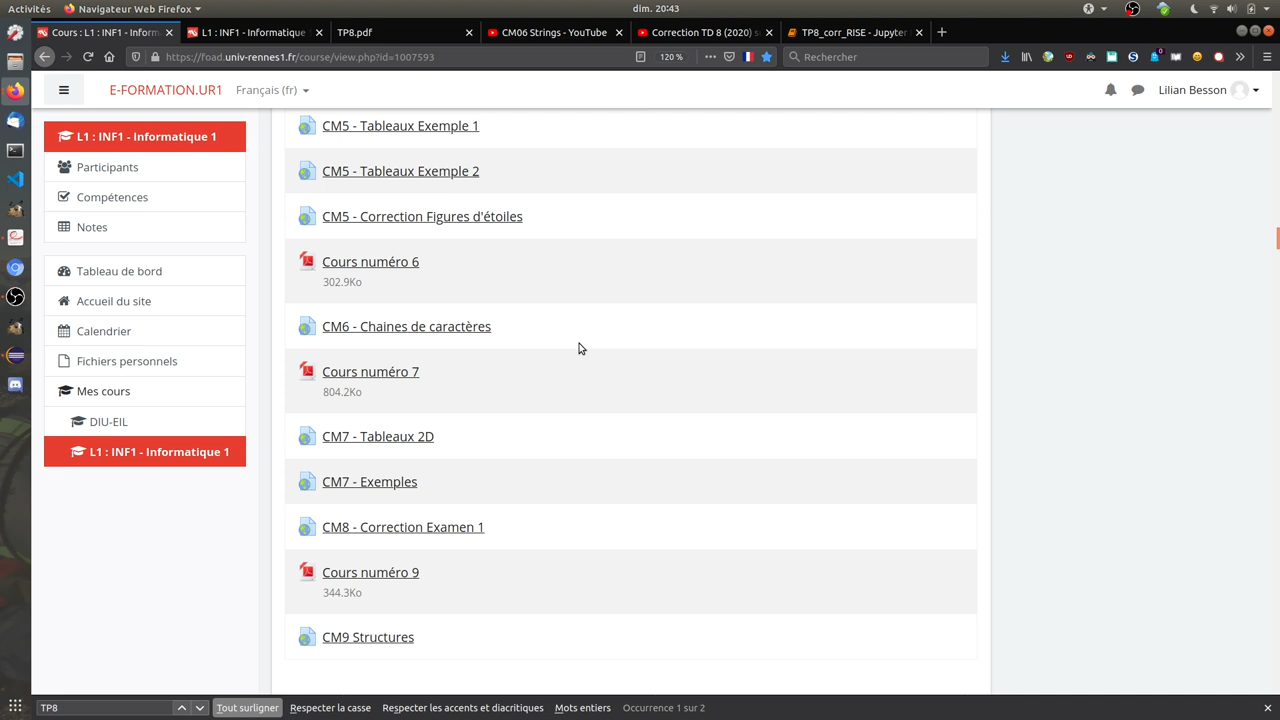 Activités
Navigateur Web Firefox
dim. 20:43
Cours : L1 : INF1 - Inform
L1 : INF1 - Informatique
TP8.pdf
CM06 Strings - YouTube
Correction TD 8 (2020) s
TP8_corr_RISE - Jupyter
https://foad.univ-rennes1.fr/course/view.php?id=1007593
120 %
Rechercher
E-FORMATION.UR1
Français (fr)
Lilian Besson
L1 : INF1 - Informatique 1
Participants
Compétences
Notes
Tableau de bord
Accueil du site
Calendrier
Fichiers personnels
Mes cours
DIU-EIL
L1 : INF1 - Informatique 1
CM5 - Tableaux Exemple 1
CM5 - Tableaux Exemple 2
CM5 - Correction Figures d'étoiles
Cours numéro 6
302.9Ko
CM6 - Chaines de caractères
Cours numéro 7
804.2Ko
CM7 - Tableaux 2D
CM7 - Exemples
CM8 - Correction Examen 1
Cours numéro 9
344.3Ko
CM9 Structures
TP8
Tout surligner
Respecter la casse
Respecter les accents et diacritiques
Mots entiers
Occurrence 1 sur 2